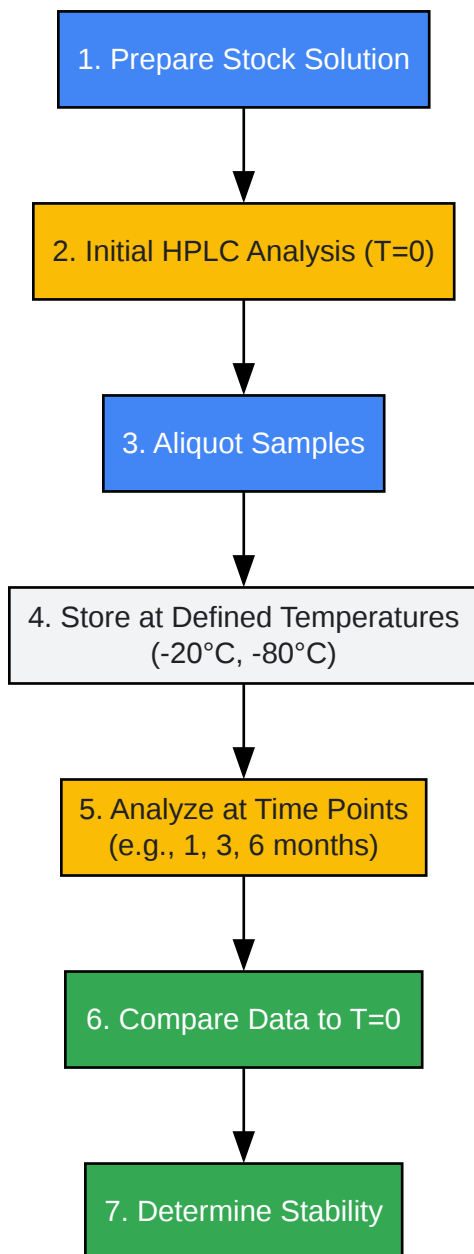 1. Prepare Stock Solution
2. Initial HPLC Analysis (T=0)
3. Aliquot Samples
4. Store at Defined Temperatures
(-20°C, -80°C)
5. Analyze at Time Points
(e.g., 1, 3, 6 months)
6. Compare Data to T=0
7. Determine Stability